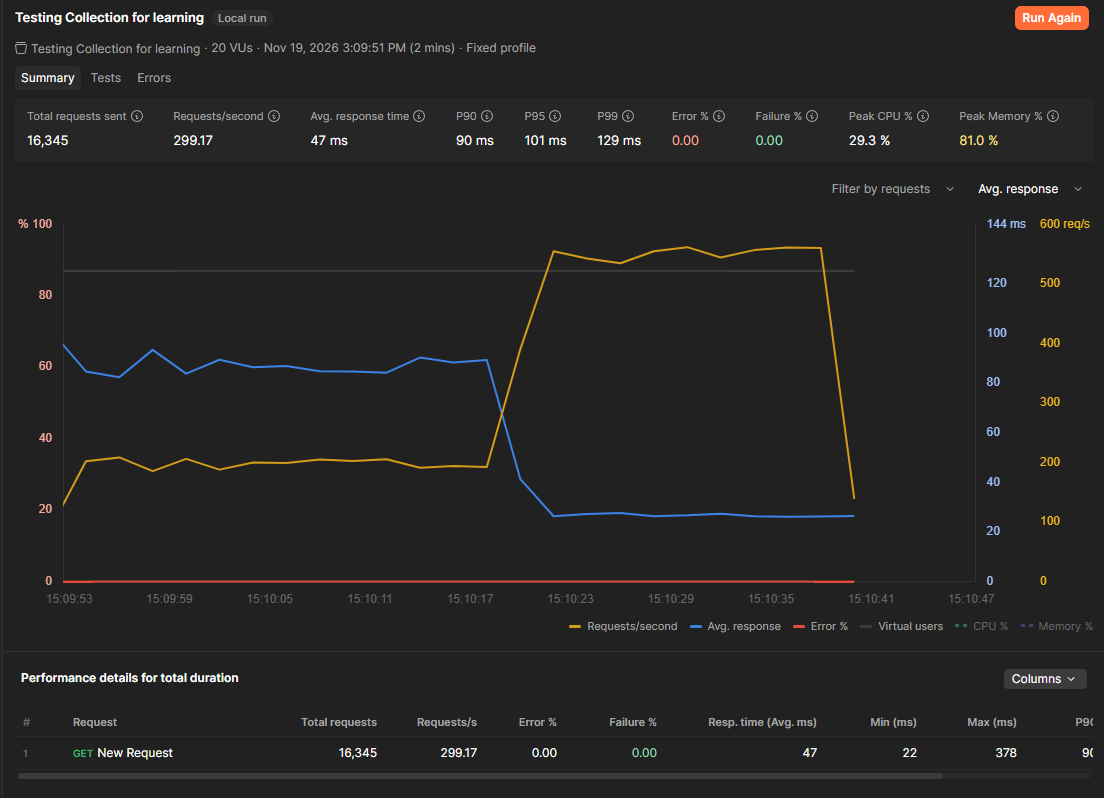 Testing Collection for learning Local run Run Again
Testing Collection for learning · 20 VUs · Nov 19, 2026 3:09:51 PM (2 mins) · Fixed profile
Summary Tests Errors
Total requests sent Requests/second Avg. response time P90 P95 P99 Error % Failure % Peak CPU % Peak Memory %
16,345 299.17 47 ms 90 ms 101 ms 129 ms 0.00 0.00 29.3 % 81.0 %
Filter by requests Avg. response
% 100 144 ms 600 req/s
80 120 500
100 400
60 80 300
40 60 200
20 40 100
20
0 0 0
15:09:53 15:09:59 15:10:05 15:10:11 15:10:17 15:10:23 15:10:29 15:10:35 15:10:41 15:10:47
Requests/second Avg. response Error % Virtual users CPU % Memory %
Performance details for total duration Columns
# Request Total requests Requests/s Error % Failure % Resp. time (Avg. ms) Min (ms) Max (ms) P90
1 GET New Request 16,345 299.17 0.00 0.00 47 22 378 90